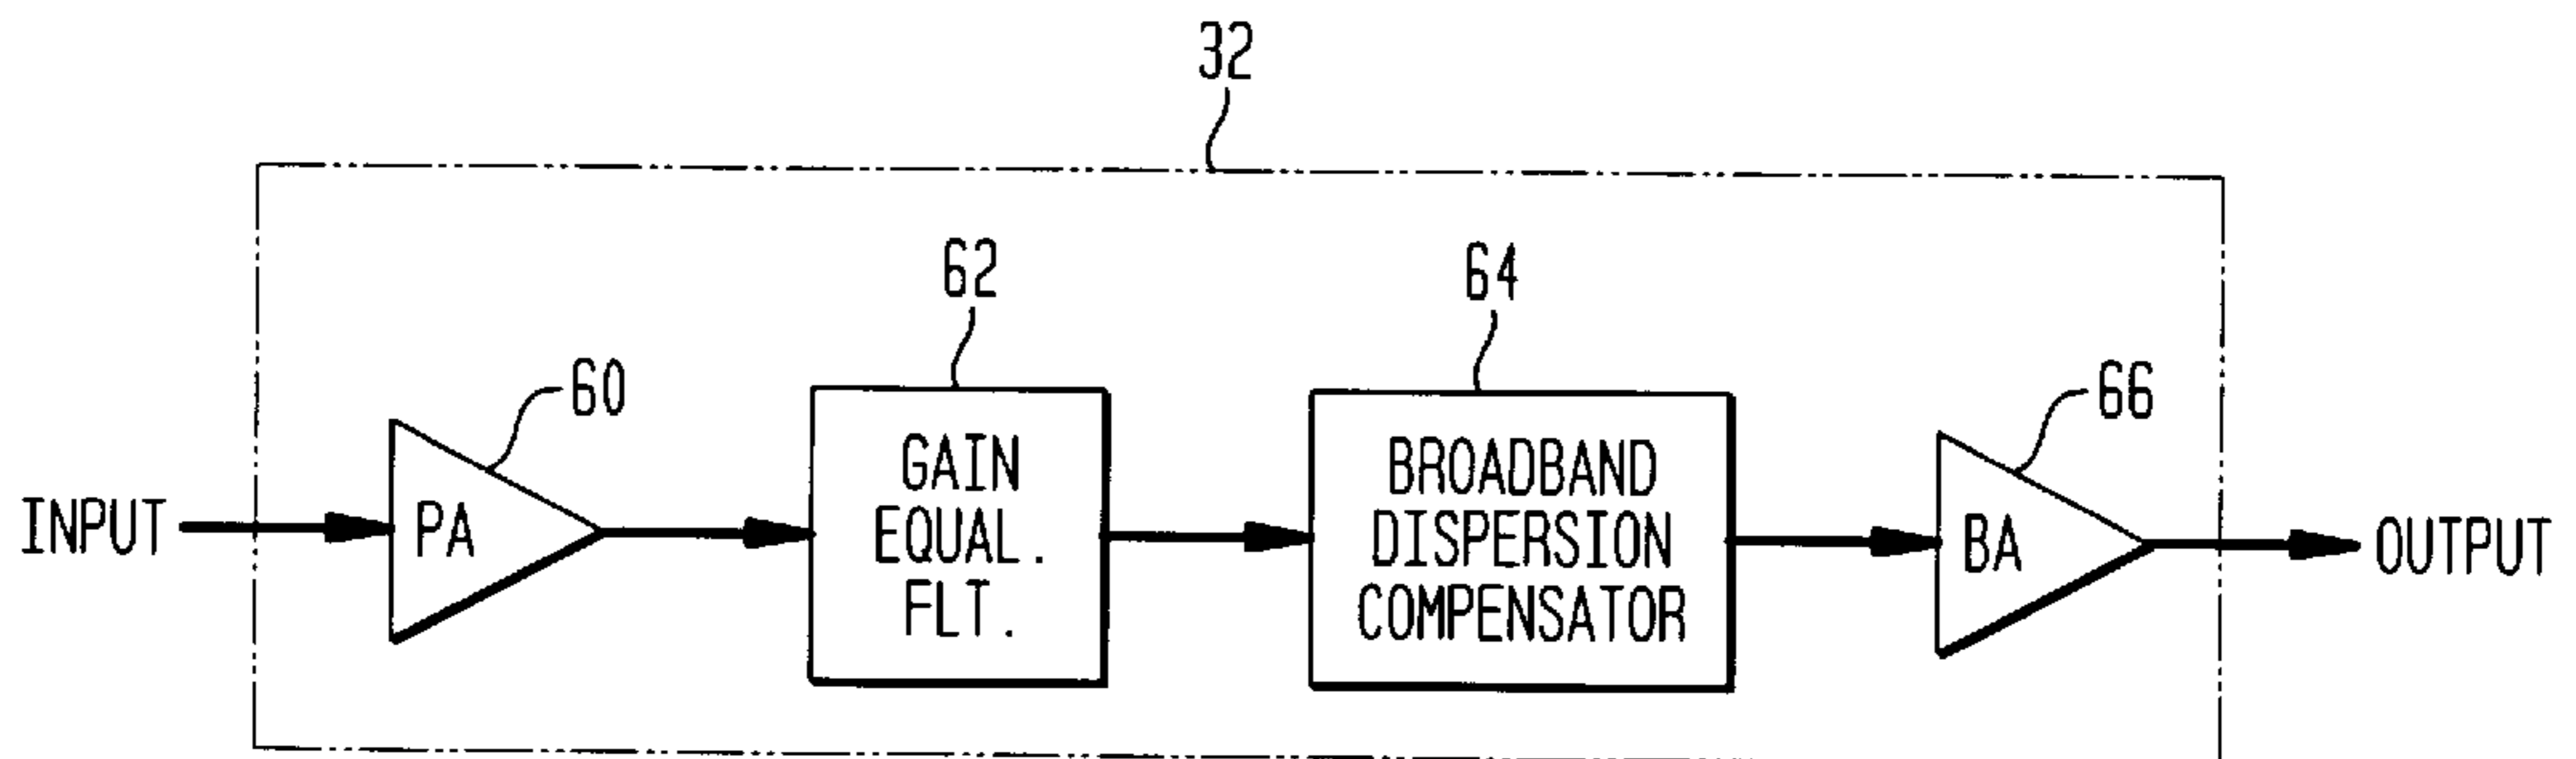 32
62
64
60
66
INPUT
PA
GAIN
EQUAL.
FLT.
BROADBAND
DISPERSION
COMPENSATOR
BA
OUTPUT